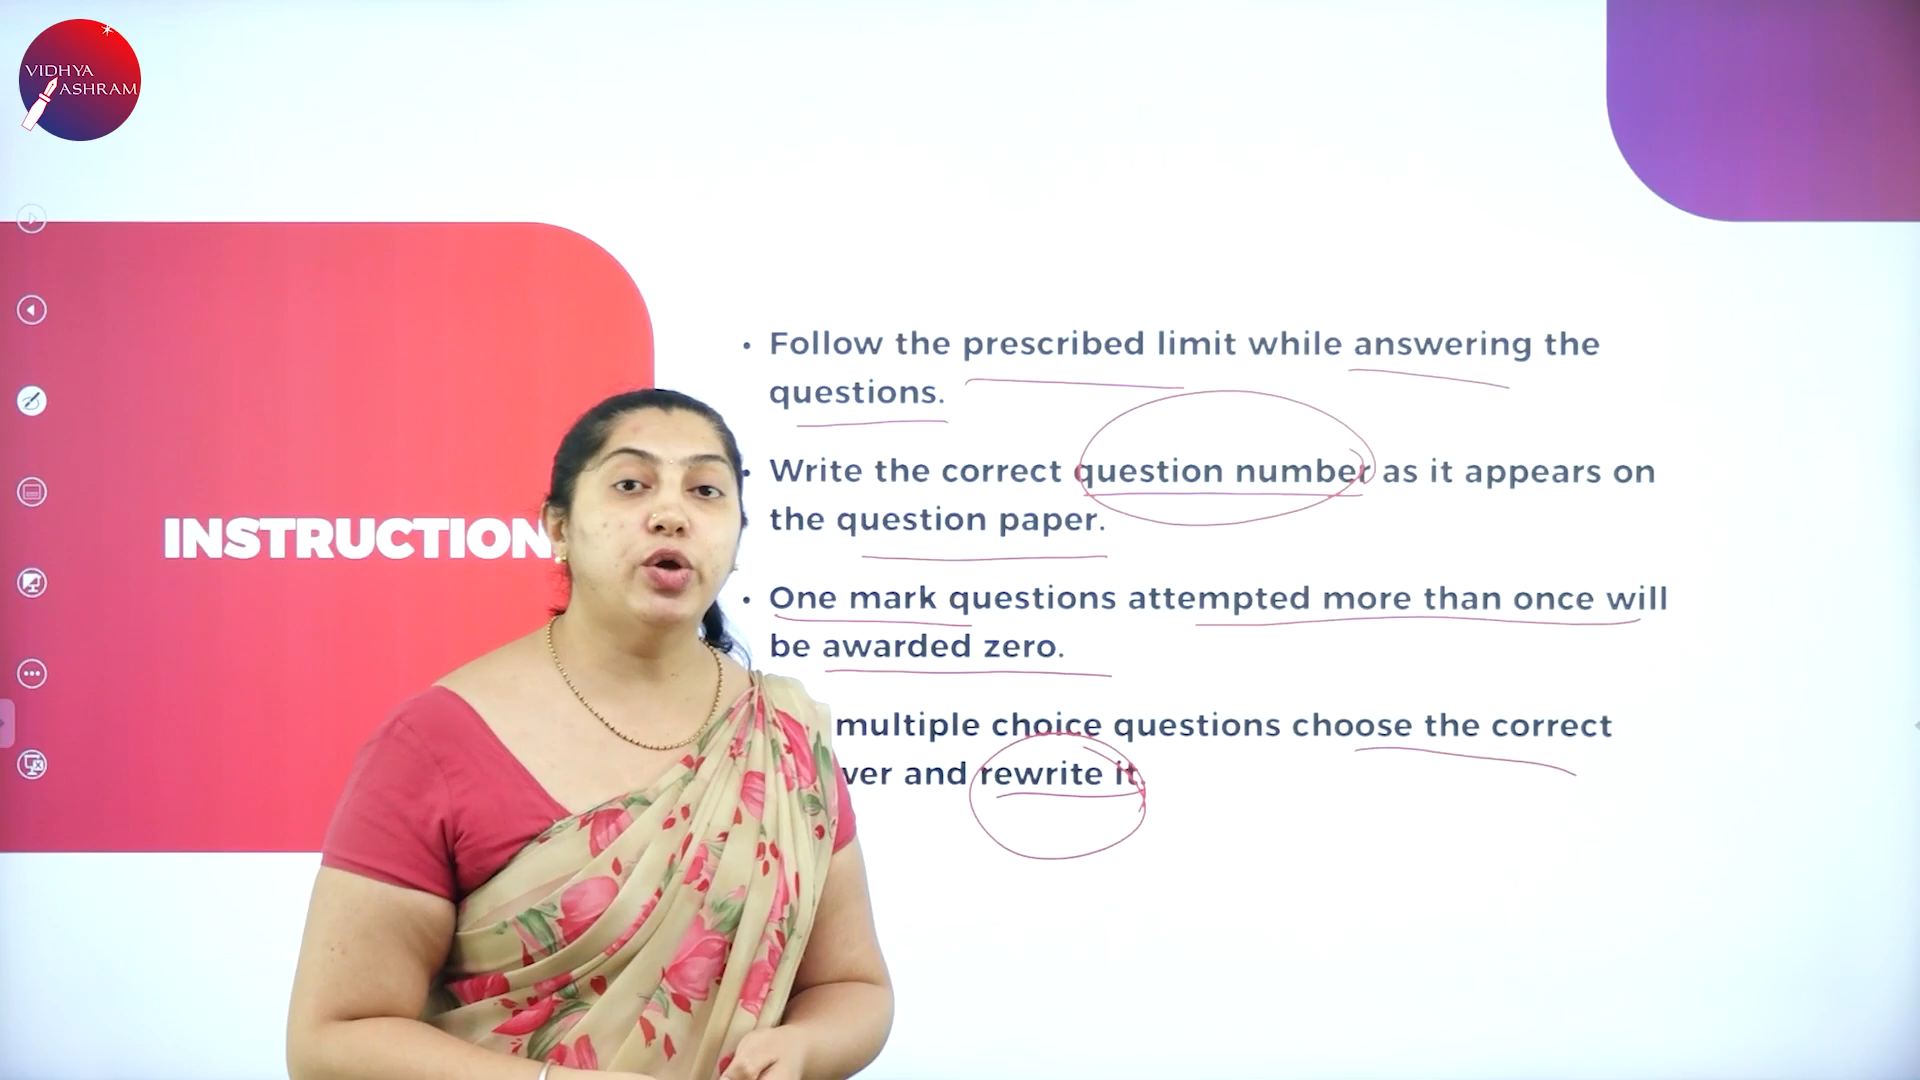 VIDHYA
ASHRAM
INSTRUCTION
• Follow the prescribed limit while answering the
questions.
• Write the correct question number as it appears on
the question paper.
• One mark questions attempted more than once will
be awarded zero.
multiple choice questions choose the correct
and rewrite it.